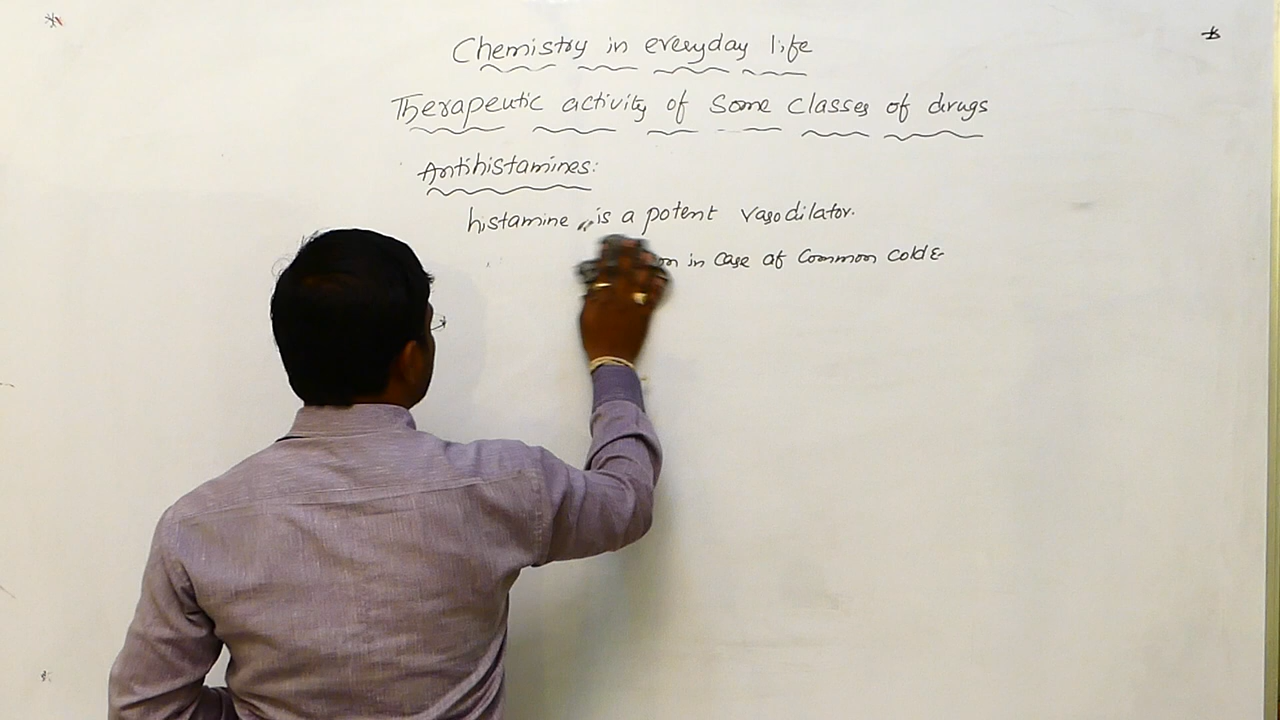 Chemistry in everyday life
Therapeutic activity of some classes of drugs
Antihistamines:
histamine is a potent vasodilator.
in case of common cold &